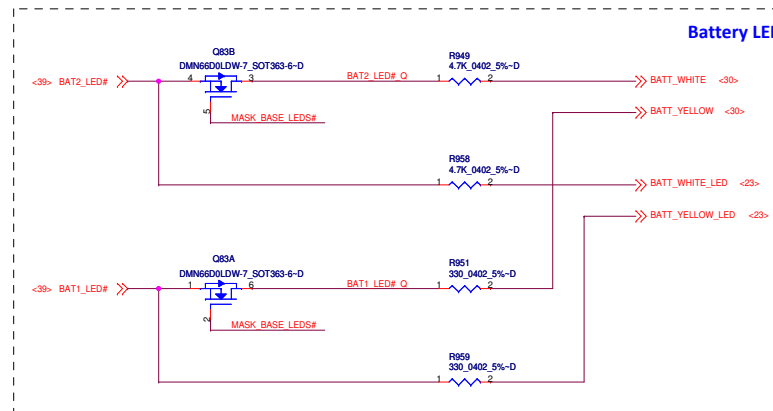 Battery LE
Q83B
DMN66D0LDW-7_SOT363-6~D
R949
4.7K_0402_5%~D
<39> BAT2_LED#
4
3
BAT2_LED#_Q
1
2
BATT_WHITE <30>
5
MASK_BASE_LEDS#
BATT_YELLOW <30>
R958
4.7K_0402_5%~D
1
2
BATT_WHITE_LED <23>
BATT_YELLOW_LED <23>
Q83A
DMN66D0LDW-7_SOT363-6~D
R951
330_0402_5%~D
<39> BAT1_LED#
1
6
BAT1_LED#_Q
1
2
2
MASK_BASE_LEDS#
R959
330_0402_5%~D
1
2